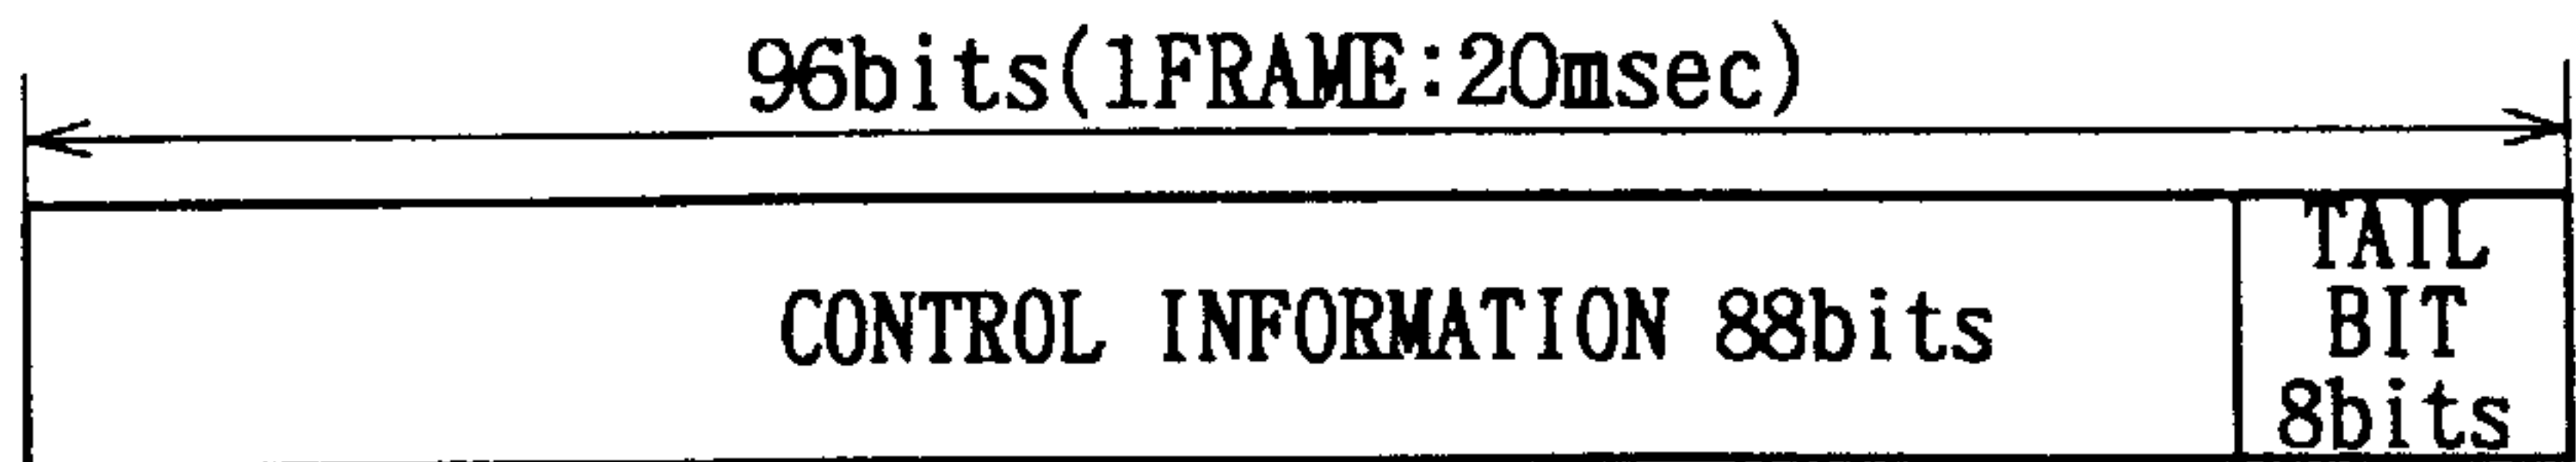 96bits(1FRAME:20msec)
CONTROL INFORMATION 88bits
TAIL
BIT
8bits